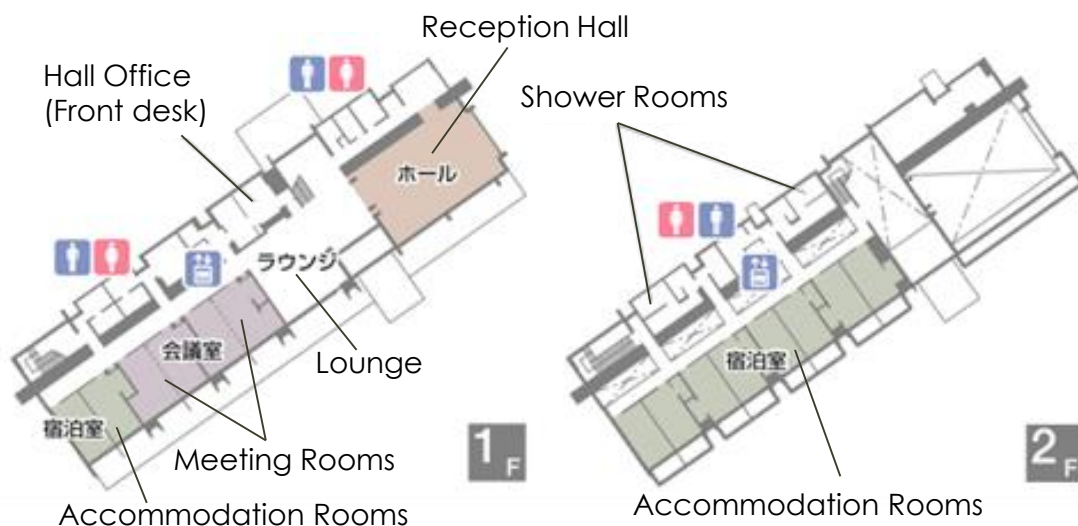 Reception Hall
Hall Office
(Front desk)
ホール
ラウンジ
Lounge
会議室
宿泊室
Meeting Rooms
Accommodation Rooms
1F
Shower Rooms
宿泊室
Accommodation Rooms
2F